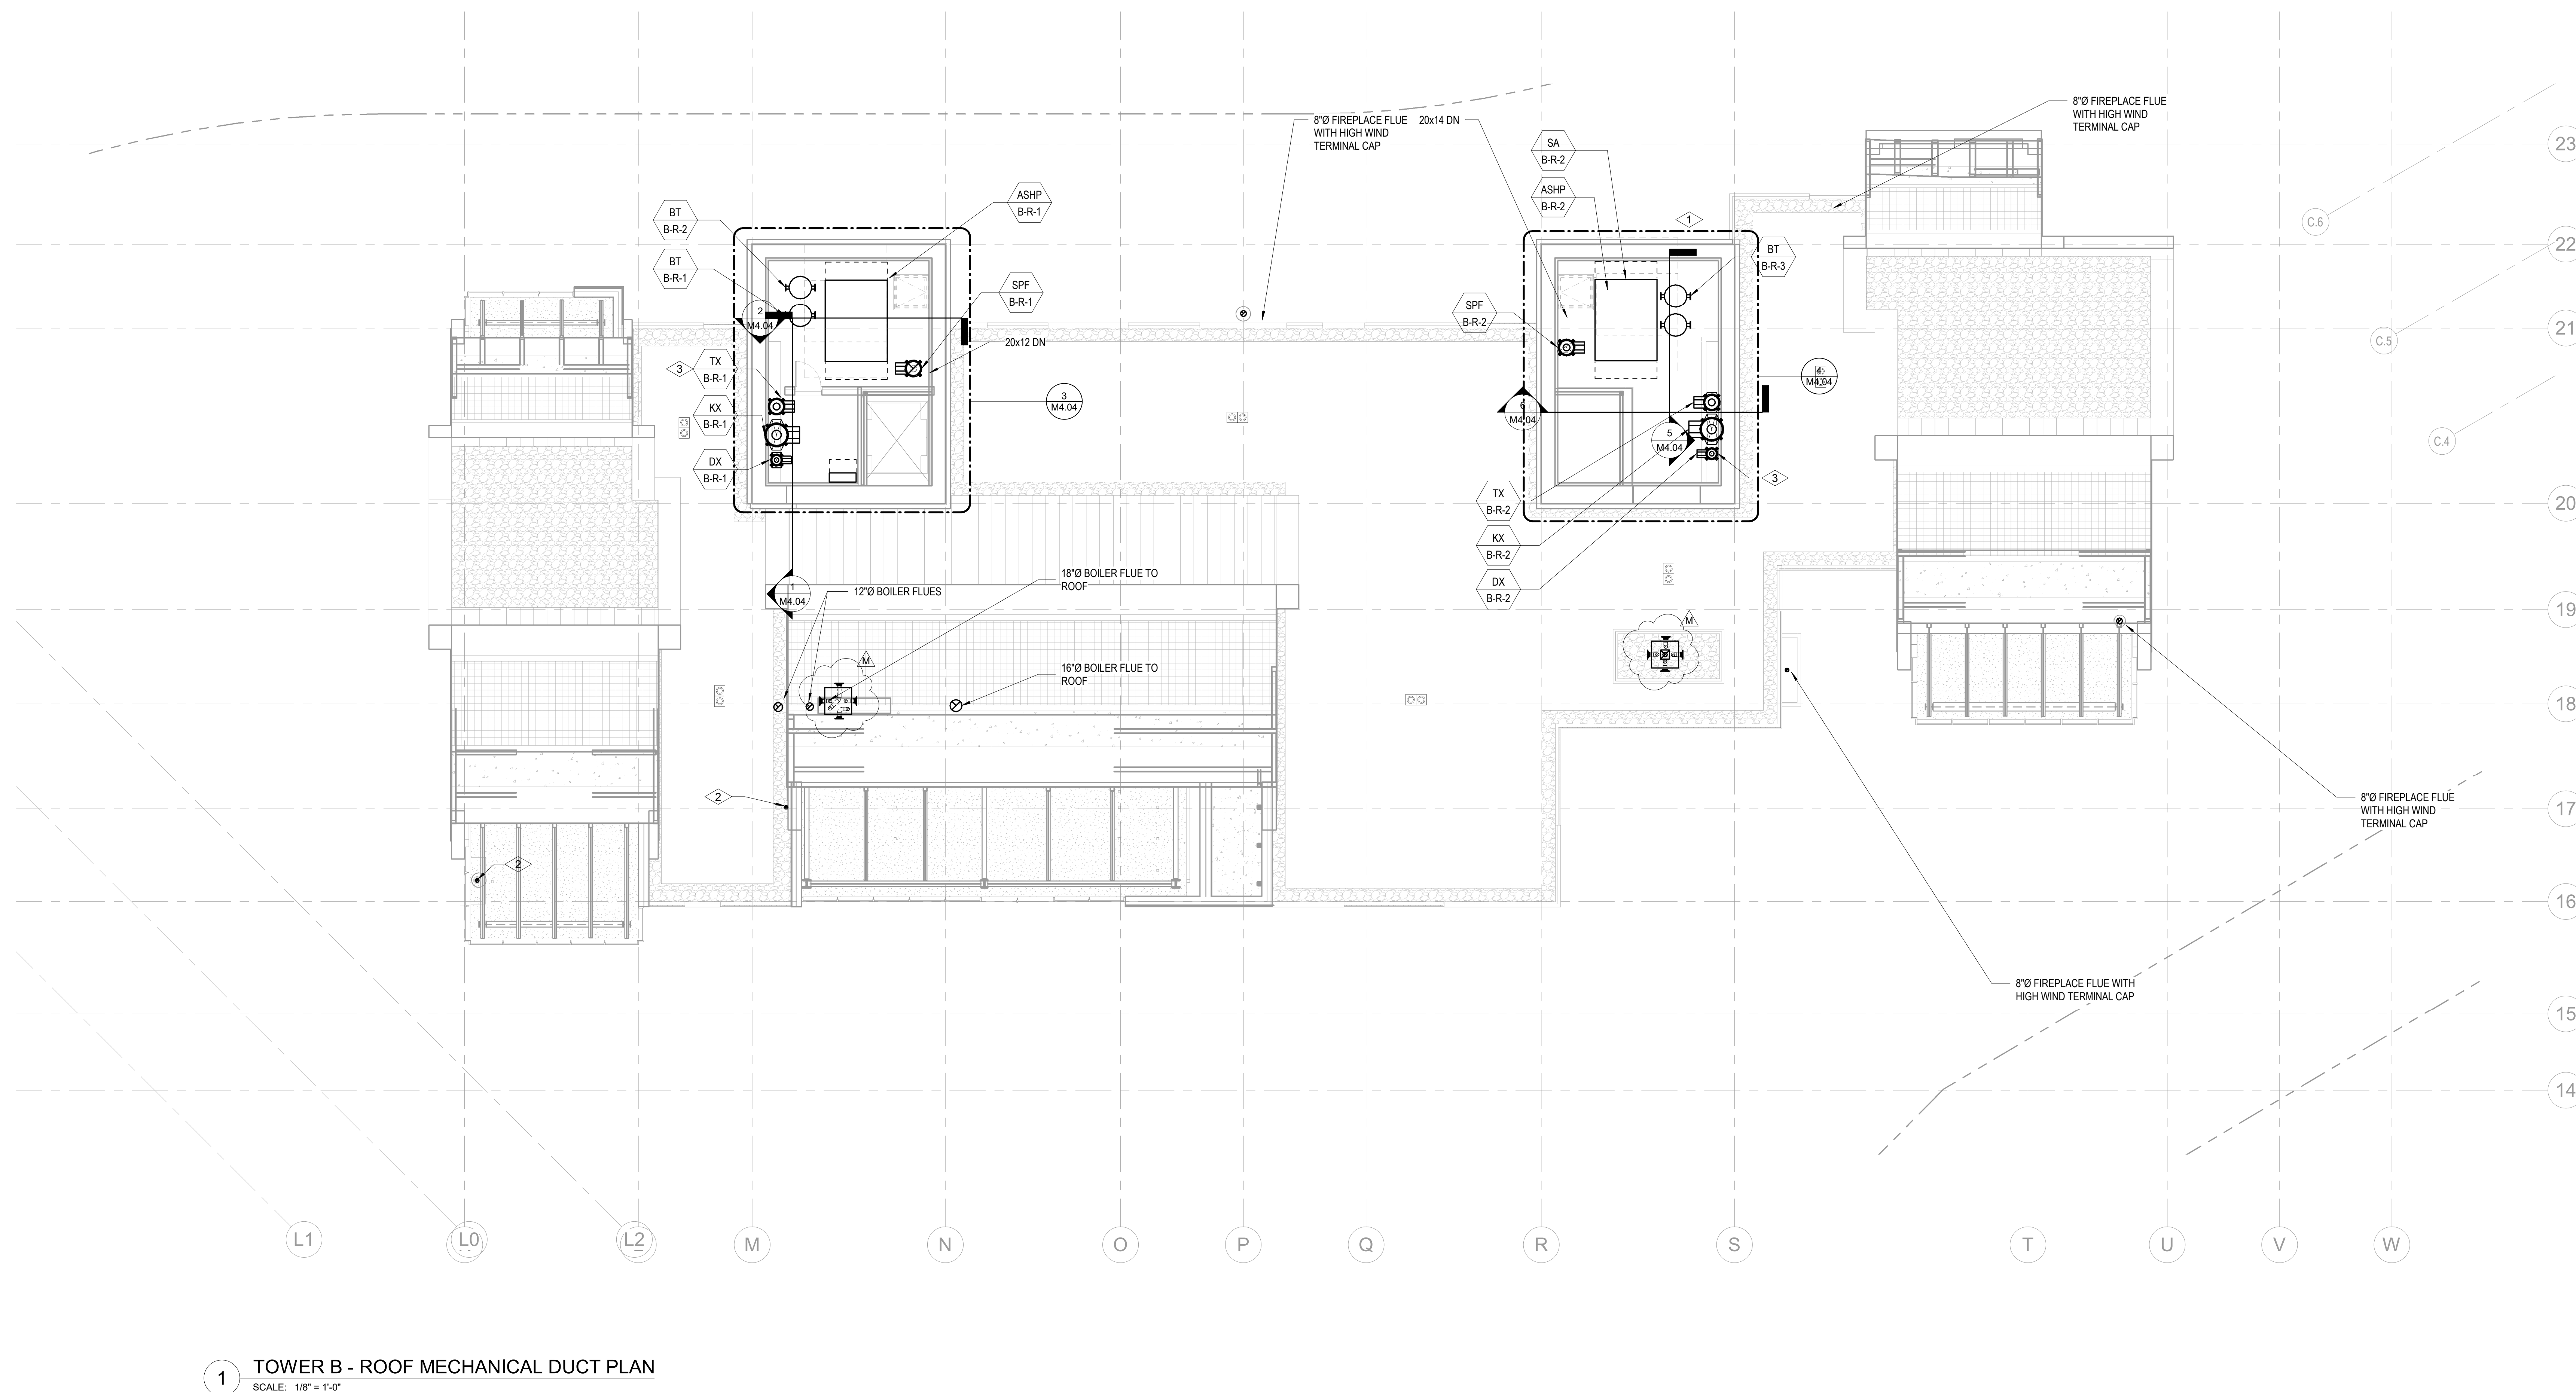 8"Ø FIREPLACE FLUE
WITH HIGH WIND
TERMINAL CAP
20x14 DN
8"Ø FIREPLACE FLUE
WITH HIGH WIND
TERMINAL CAP
23
SA
B-R-2
ASHP
B-R-2
ASHP
B-R-1
BT
B-R-2
1
C.6
22
BT
B-R-1
BT
B-R-3
SPF
B-R-1
SPF
B-R-2
2
M4.04
21
C.5
20x12 DN
3
TX
B-R-1
4
M4.04
3
M4.04
KX
B-R-1
6
M4.04
5
M4.04
C.4
DX
B-R-1
3
TX
B-R-2
20
KX
B-R-2
18"Ø BOILER FLUE TO
ROOF
12"Ø BOILER FLUES
1
M4.04
DX
B-R-2
19
M
M
16"Ø BOILER FLUE TO
ROOF
18
2
8"Ø FIREPLACE FLUE
WITH HIGH WIND
TERMINAL CAP
17
2
16
8"Ø FIREPLACE FLUE WITH
HIGH WIND TERMINAL CAP
15
14
L1
L0
L2
M
N
O
P
Q
R
S
T
U
V
W
1
TOWER B - ROOF MECHANICAL DUCT PLAN
SCALE: 1/8" = 1'-0"